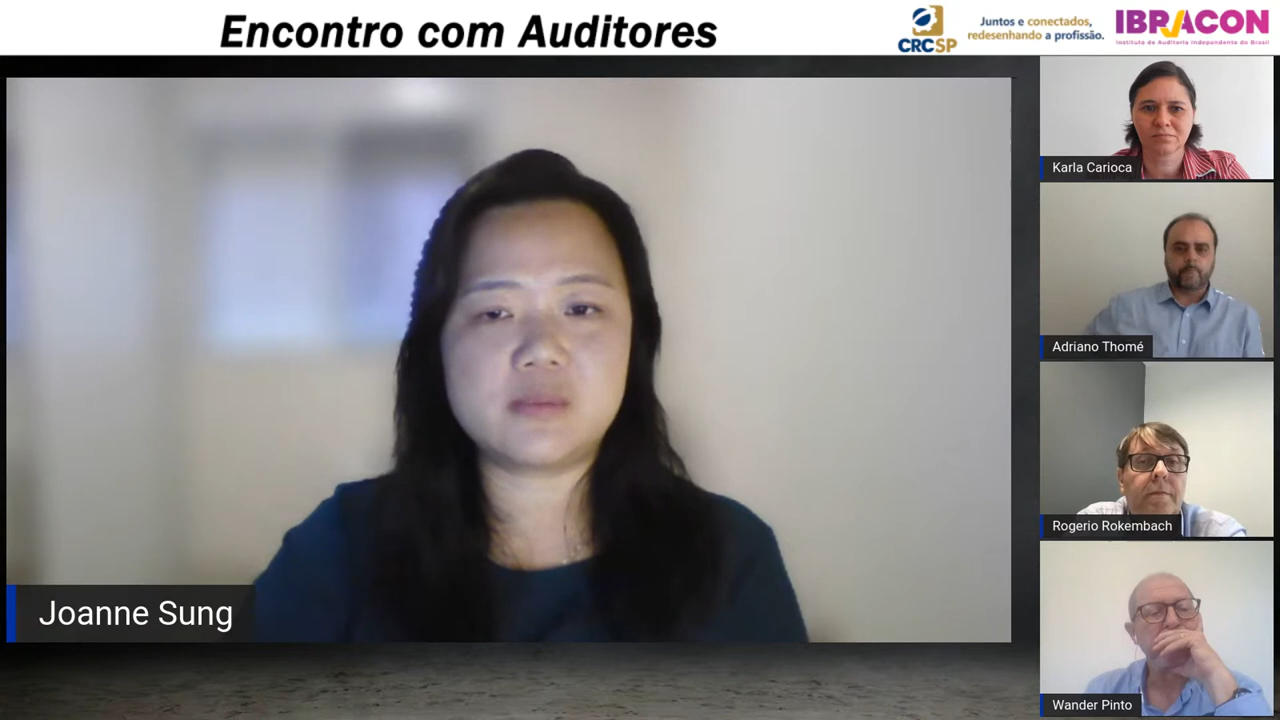 Encontro com Auditores
CRCSP
Juntos e conectados,
redesenhando a profissão.
IBRACON
Instituto de Auditoria Independente do Brasil
Karla Carioca
Adriano Thomé
Rogerio Rokembach
Joanne Sung
Wander Pinto